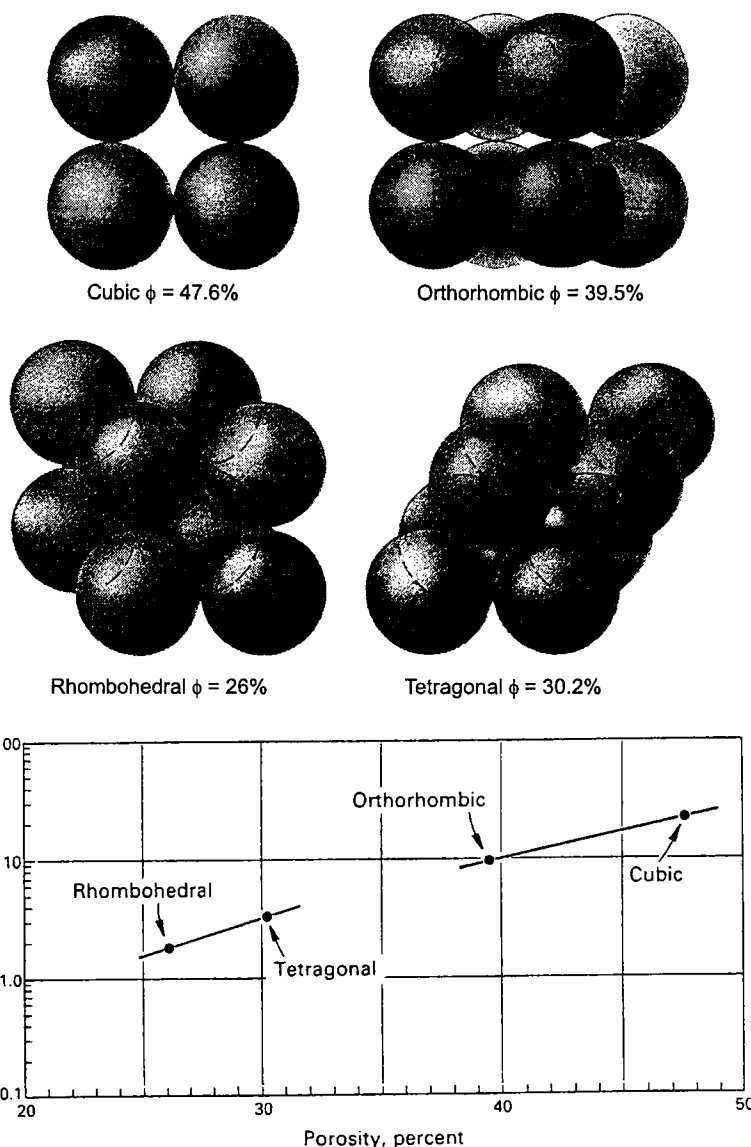 Cubic ϕ = 47.6%
Orthorhombic ϕ = 39.5%
Rhombohedral ϕ = 26%
Tetragonal ϕ = 30.2%
00
Orthorhombic
10
Rhombohedral
Cubic
Tetragonal
1.0
0.1
20
30
40
50
Porosity, percent